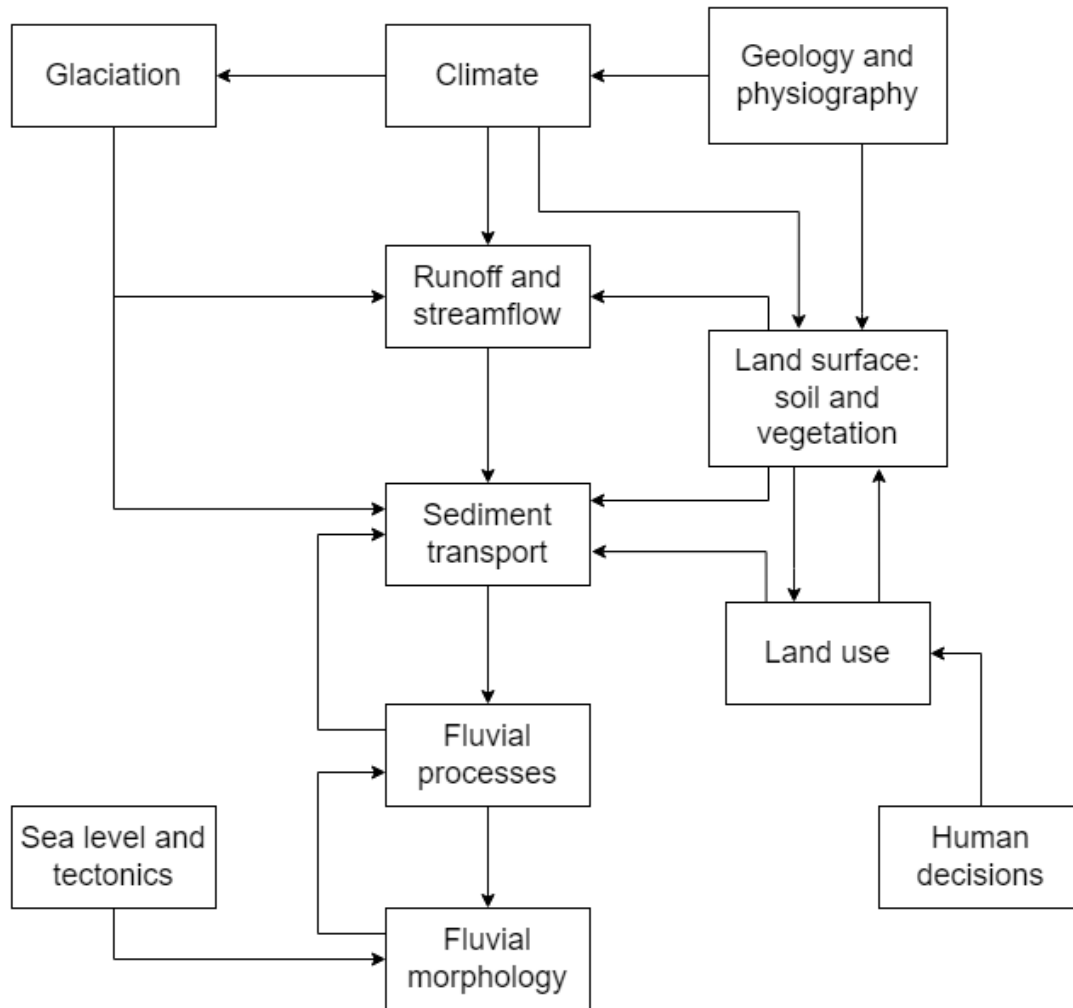 Glaciation
Climate
Geology and
physiography
Runoff and
streamflow
Land surface:
soil and
vegetation
Sediment
transport
Land use
Fluvial
processes
Sea level and
tectonics
Human
decisions
Fluvial
morphology